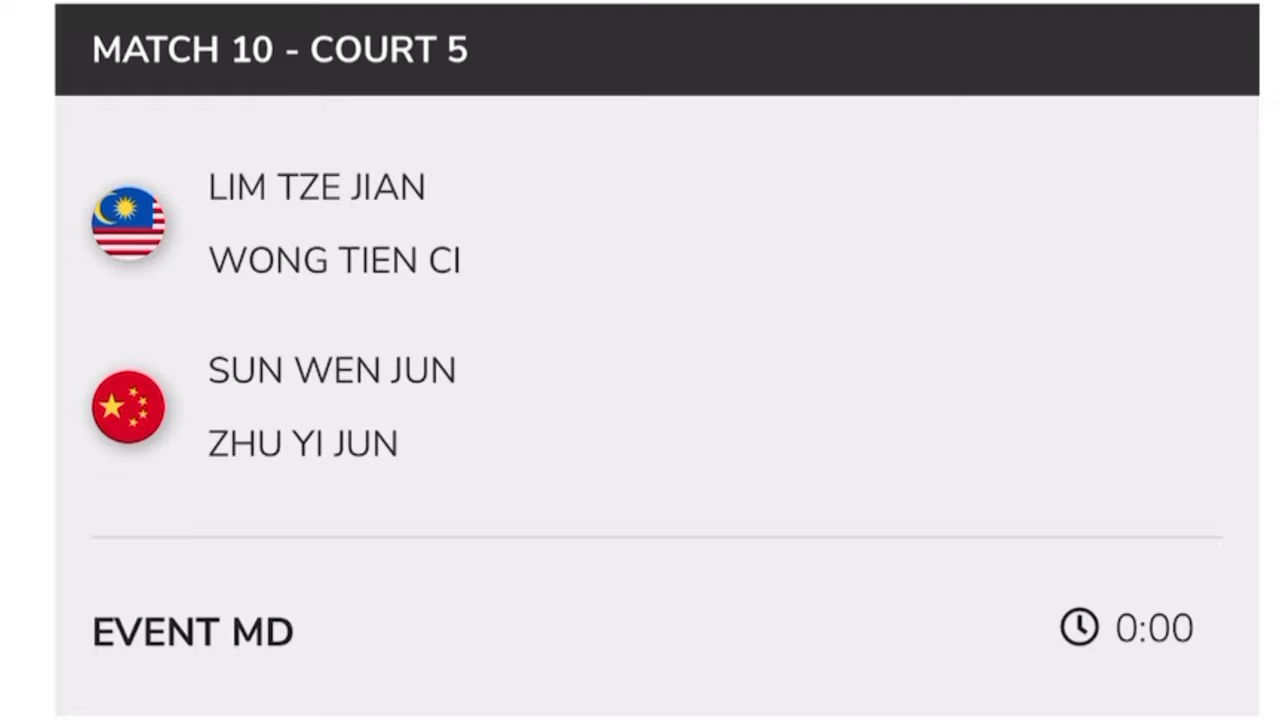 MATCH 10 - COURT 5
LIM TZE JIAN
WONG TIEN CI
SUN WEN JUN
ZHU YI JUN
EVENT MD
0:00